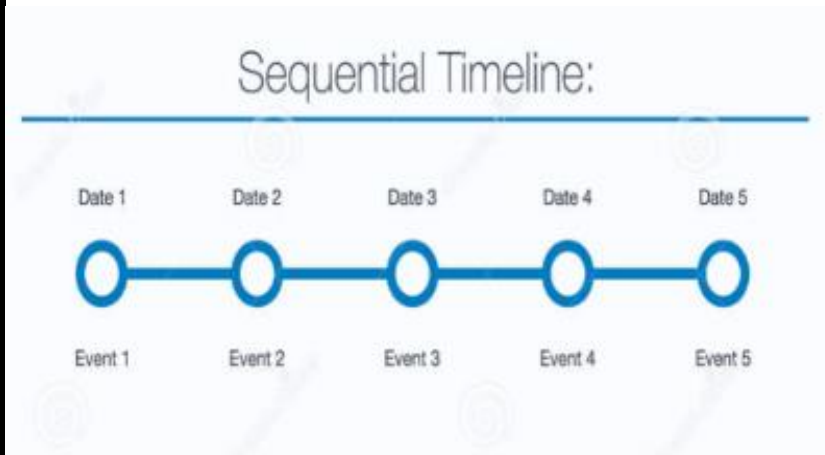 Sequential Timeline:
Date 1 Date 2 Date 3 Date 4 Date 5
Event 1 Event 2 Event 3 Event 4 Event 5